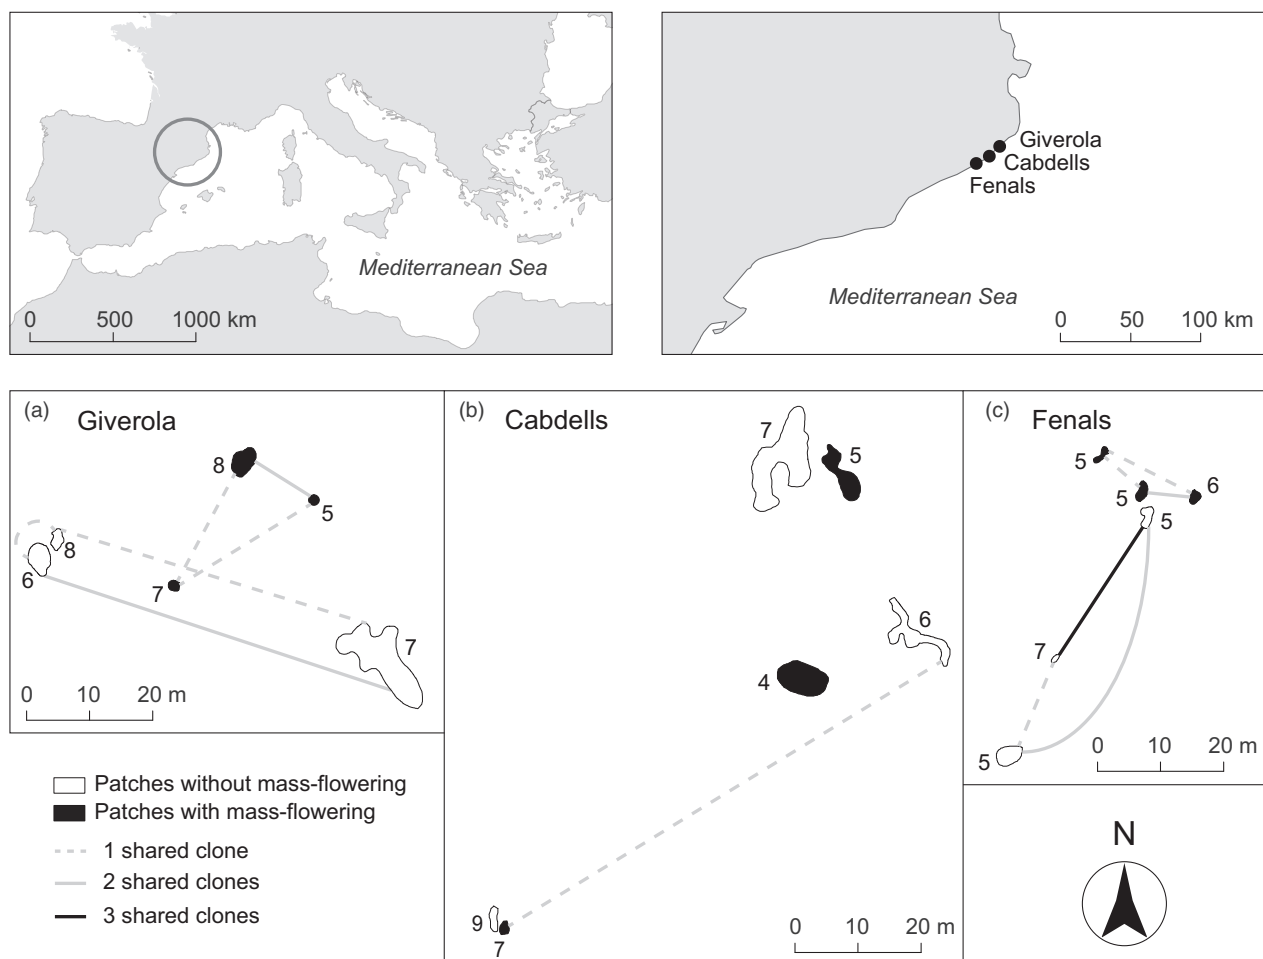 Mediterranean Sea
0 500 1000 km
Giverola
Cabdells
Fenals
Mediterranean Sea
0 50 100 km
(a) Giverola
8
5
8
6
7
7
0 10 20 m
(b) Cabdells
7
5
6
4
9
7
0 10 20 m
(c) Fenals
5
6
5
5
7
5
0 10 20 m
Patches without mass-flowering
Patches with mass-flowering
1 shared clone
2 shared clones
3 shared clones
N